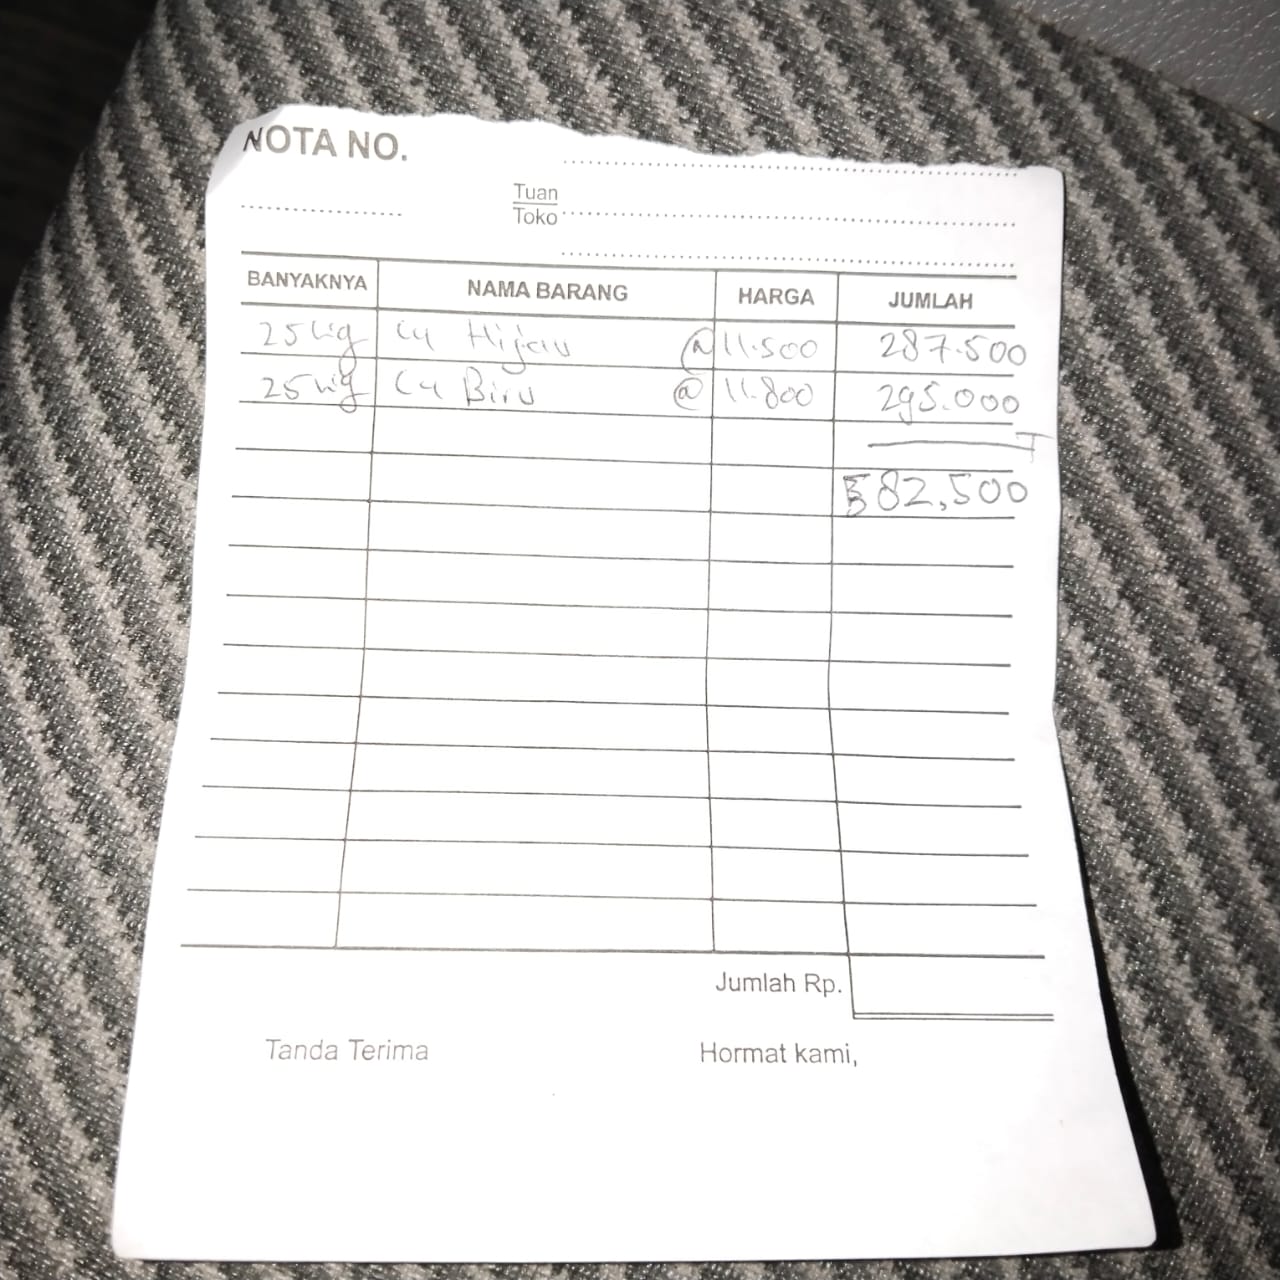 NOTA NO.
Tuan
Toko
BANYAKNYA NAMA BARANG HARGA JUMLAH
25 kg C4 Hijau @ 11.500 287.500
25 kg C4 Biru @ 11.800 295.000
582,500
Jumlah Rp.
Tanda Terima Hormat kami,